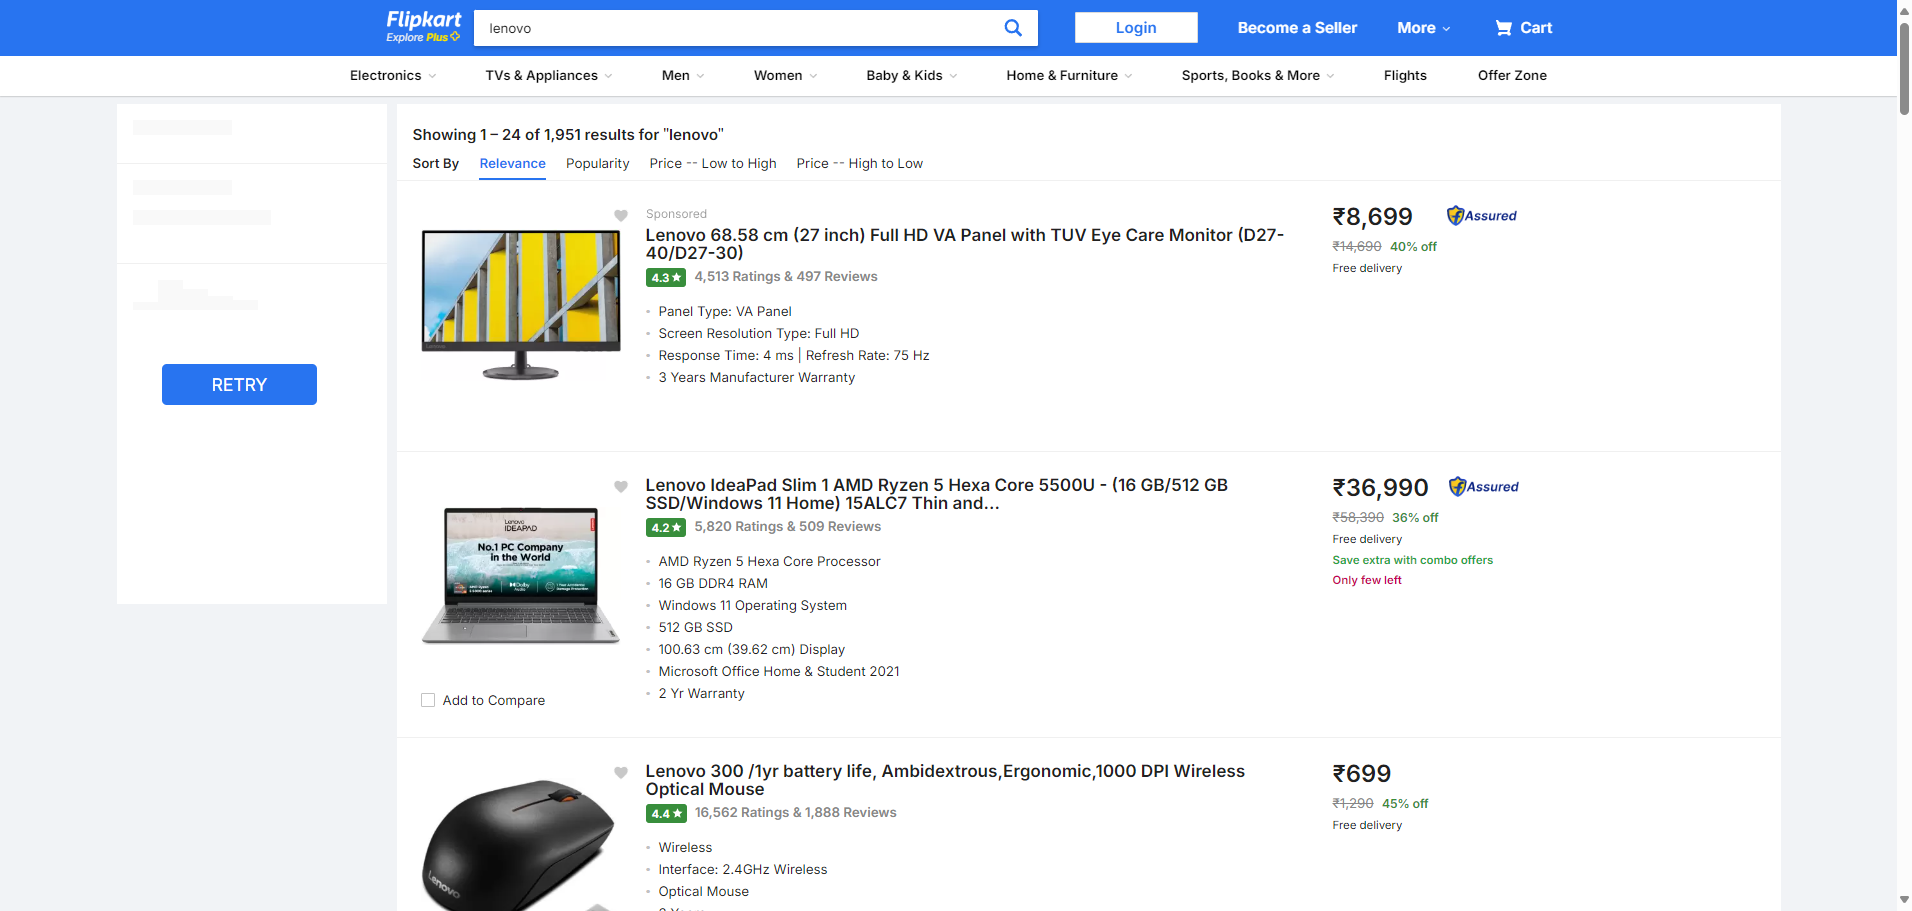 Flipkart
Explore Plus
lenovo
Login
Become a Seller
More
Cart
Electronics
TVs & Appliances
Men
Women
Baby & Kids
Home & Furniture
Sports, Books & More
Flights
Offer Zone
RETRY
Showing 1 – 24 of 1,951 results for "lenovo"
Sort By
Relevance
Popularity
Price -- Low to High
Price -- High to Low
Sponsored
Lenovo 68.58 cm (27 inch) Full HD VA Panel with TUV Eye Care Monitor (D27-
40/D27-30)
4.3★
4,513 Ratings & 497 Reviews
Panel Type: VA Panel
Screen Resolution Type: Full HD
Response Time: 4 ms | Refresh Rate: 75 Hz
3 Years Manufacturer Warranty
₹8,699
Assured
₹14,690 40% off
Free delivery
Lenovo
IDEAPAD
No.1 PC Company
in the World
Add to Compare
Lenovo IdeaPad Slim 1 AMD Ryzen 5 Hexa Core 5500U - (16 GB/512 GB
SSD/Windows 11 Home) 15ALC7 Thin and...
4.2★
5,820 Ratings & 509 Reviews
AMD Ryzen 5 Hexa Core Processor
16 GB DDR4 RAM
Windows 11 Operating System
512 GB SSD
100.63 cm (39.62 cm) Display
Microsoft Office Home & Student 2021
2 Yr Warranty
₹36,990
Assured
₹58,390 36% off
Free delivery
Save extra with combo offers
Only few left
Lenovo
Lenovo 300 /1yr battery life, Ambidextrous,Ergonomic,1000 DPI Wireless
Optical Mouse
4.4★
16,562 Ratings & 1,888 Reviews
Wireless
Interface: 2.4GHz Wireless
Optical Mouse
₹699
₹1,290 45% off
Free delivery